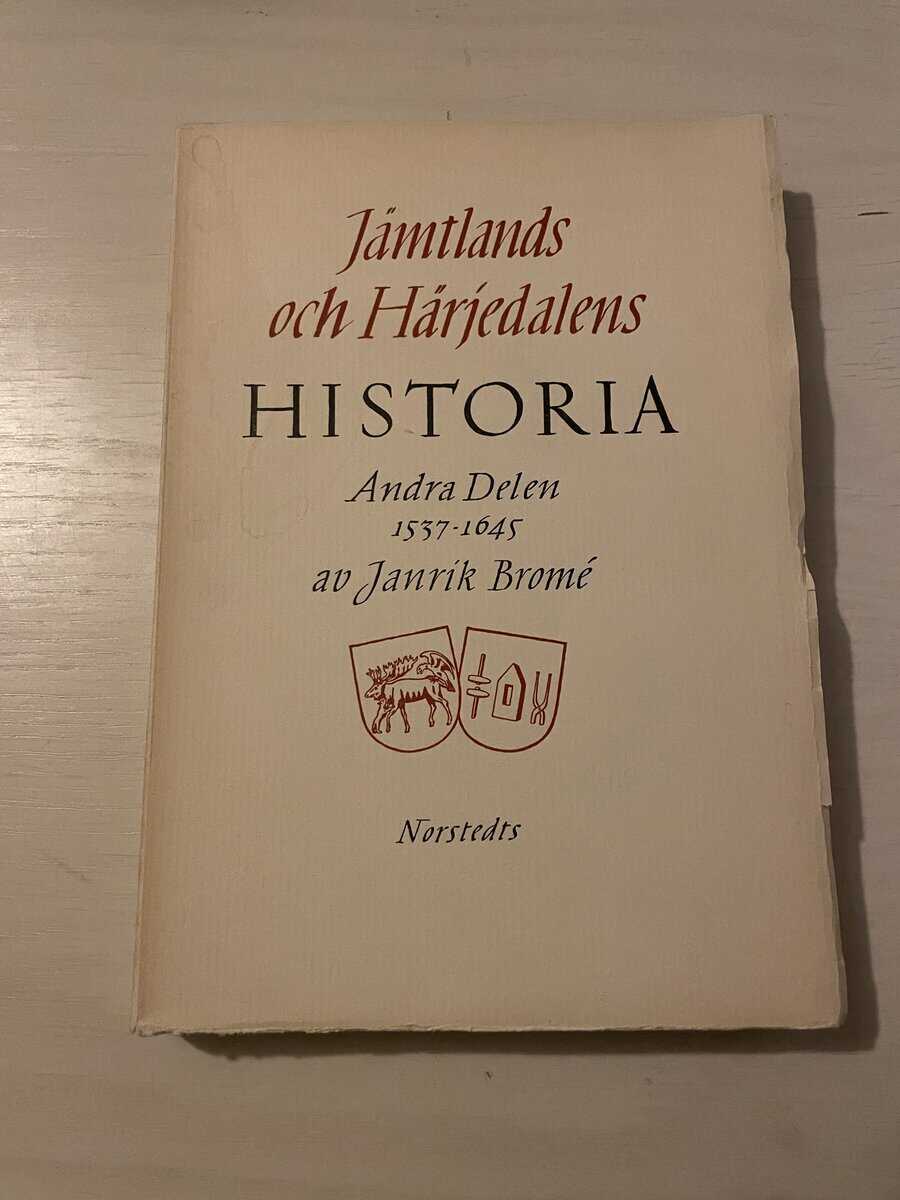 Jämtlands
och Härjedalens
HISTORIA
Andra Delen
1537-1645
av Janrik Bromé
Norstedts